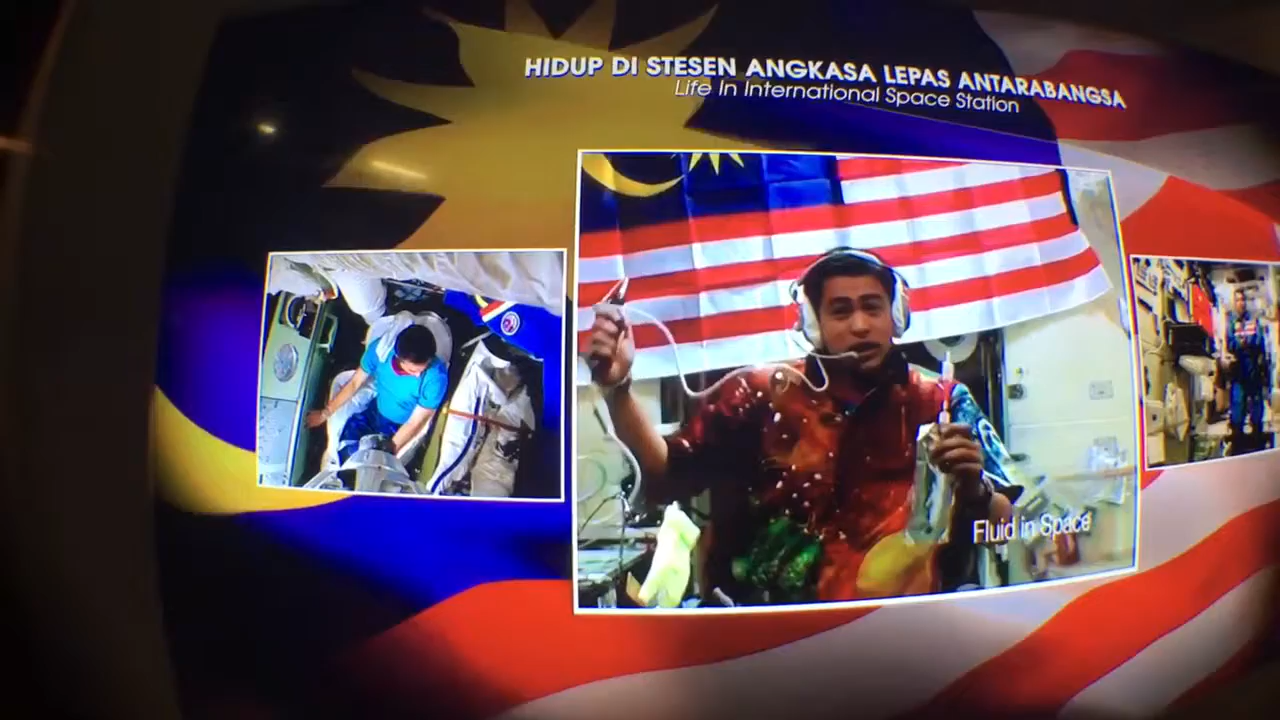 HIDUP DI STESEN ANGKASA LEPAS ANTARABANGSA
Life In International Space Station
Fluid in Space